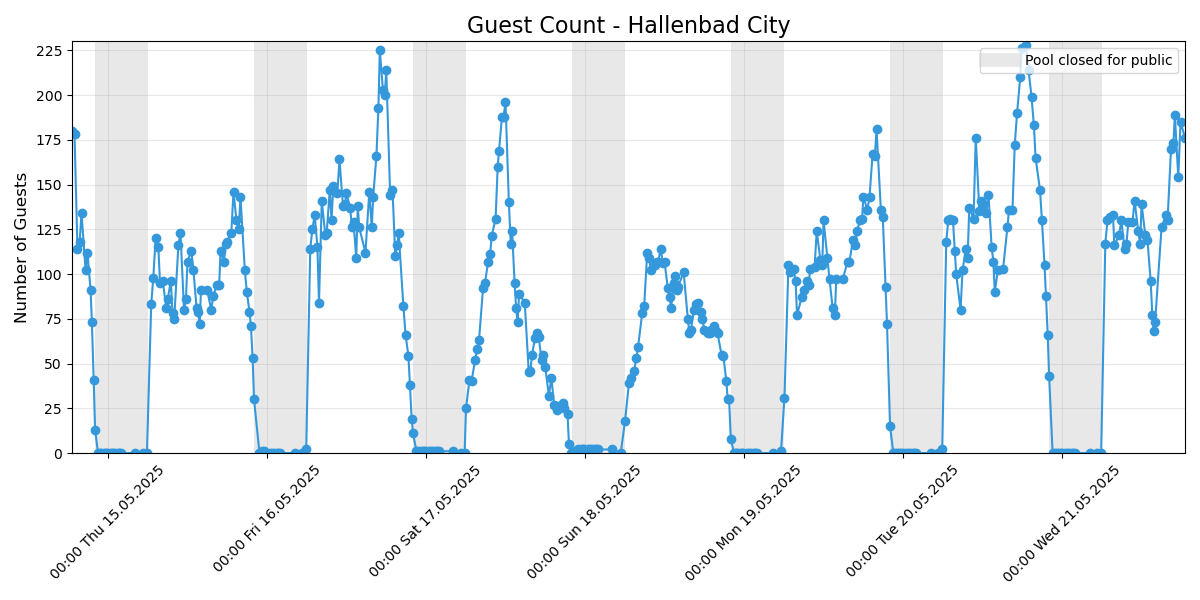 Guest Count - Hallenbad City
Pool closed for public
Number of Guests
225
200
175
150
125
100
75
50
25
0
00:00 Thu 15.05.2025
00:00 Fri 16.05.2025
00:00 Sat 17.05.2025
00:00 Sun 18.05.2025
00:00 Mon 19.05.2025
00:00 Tue 20.05.2025
00:00 Wed 21.05.2025